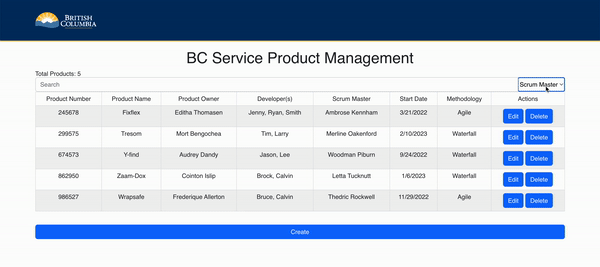 BRITISH
COLUMBIA
BC Service Product Management
Total Products: 5
Search Scrum Master
Product Number Product Name Product Owner Developer(s) Scrum Master Start Date Methodology Actions
245678 Fixflex Editha Thomasen Jenny, Ryan, Smith Ambrose Kennham 3/21/2022 Agile Edit Delete
299575 Tresom Mort Bengochea Tim, Larry Merline Oakenford 2/10/2023 Waterfall Edit Delete
674573 Y-find Audrey Dandy Jason, Lee Woodman Piburn 9/24/2022 Waterfall Edit Delete
862950 Zaam-Dox Cointon Islip Brock, Calvin Letta Tucknutt 1/6/2023 Waterfall Edit Delete
986527 Wrapsafe Frederique Allerton Bruce, Calvin Thedric Rockwell 11/29/2022 Agile Edit Delete
Create